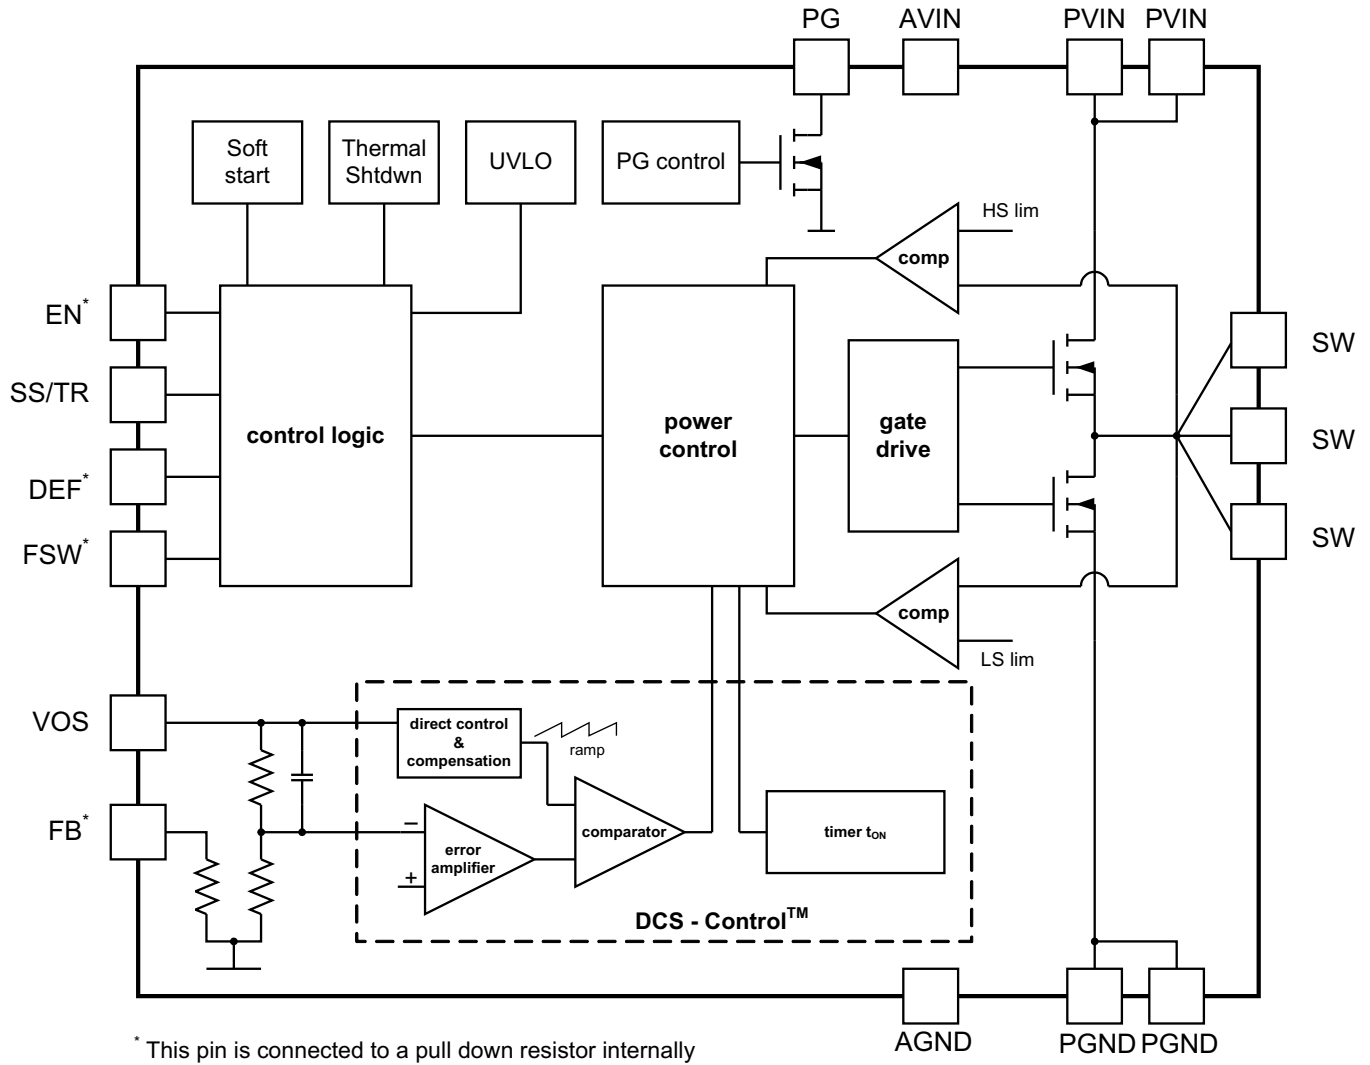 PG
AVIN
PVIN
PVIN
Soft
start
Thermal
Shtdwn
UVLO
PG control
HS lim
comp
EN*
SS/TR
DEF*
FSW*
control logic
power
control
gate
drive
SW
SW
SW
comp
LS lim
VOS
direct control
&
compensation
ramp
FB*
−
error
amplifier
+
comparator
timer tON
DCS - Control™
AGND
PGND
PGND
* This pin is connected to a pull down resistor internally